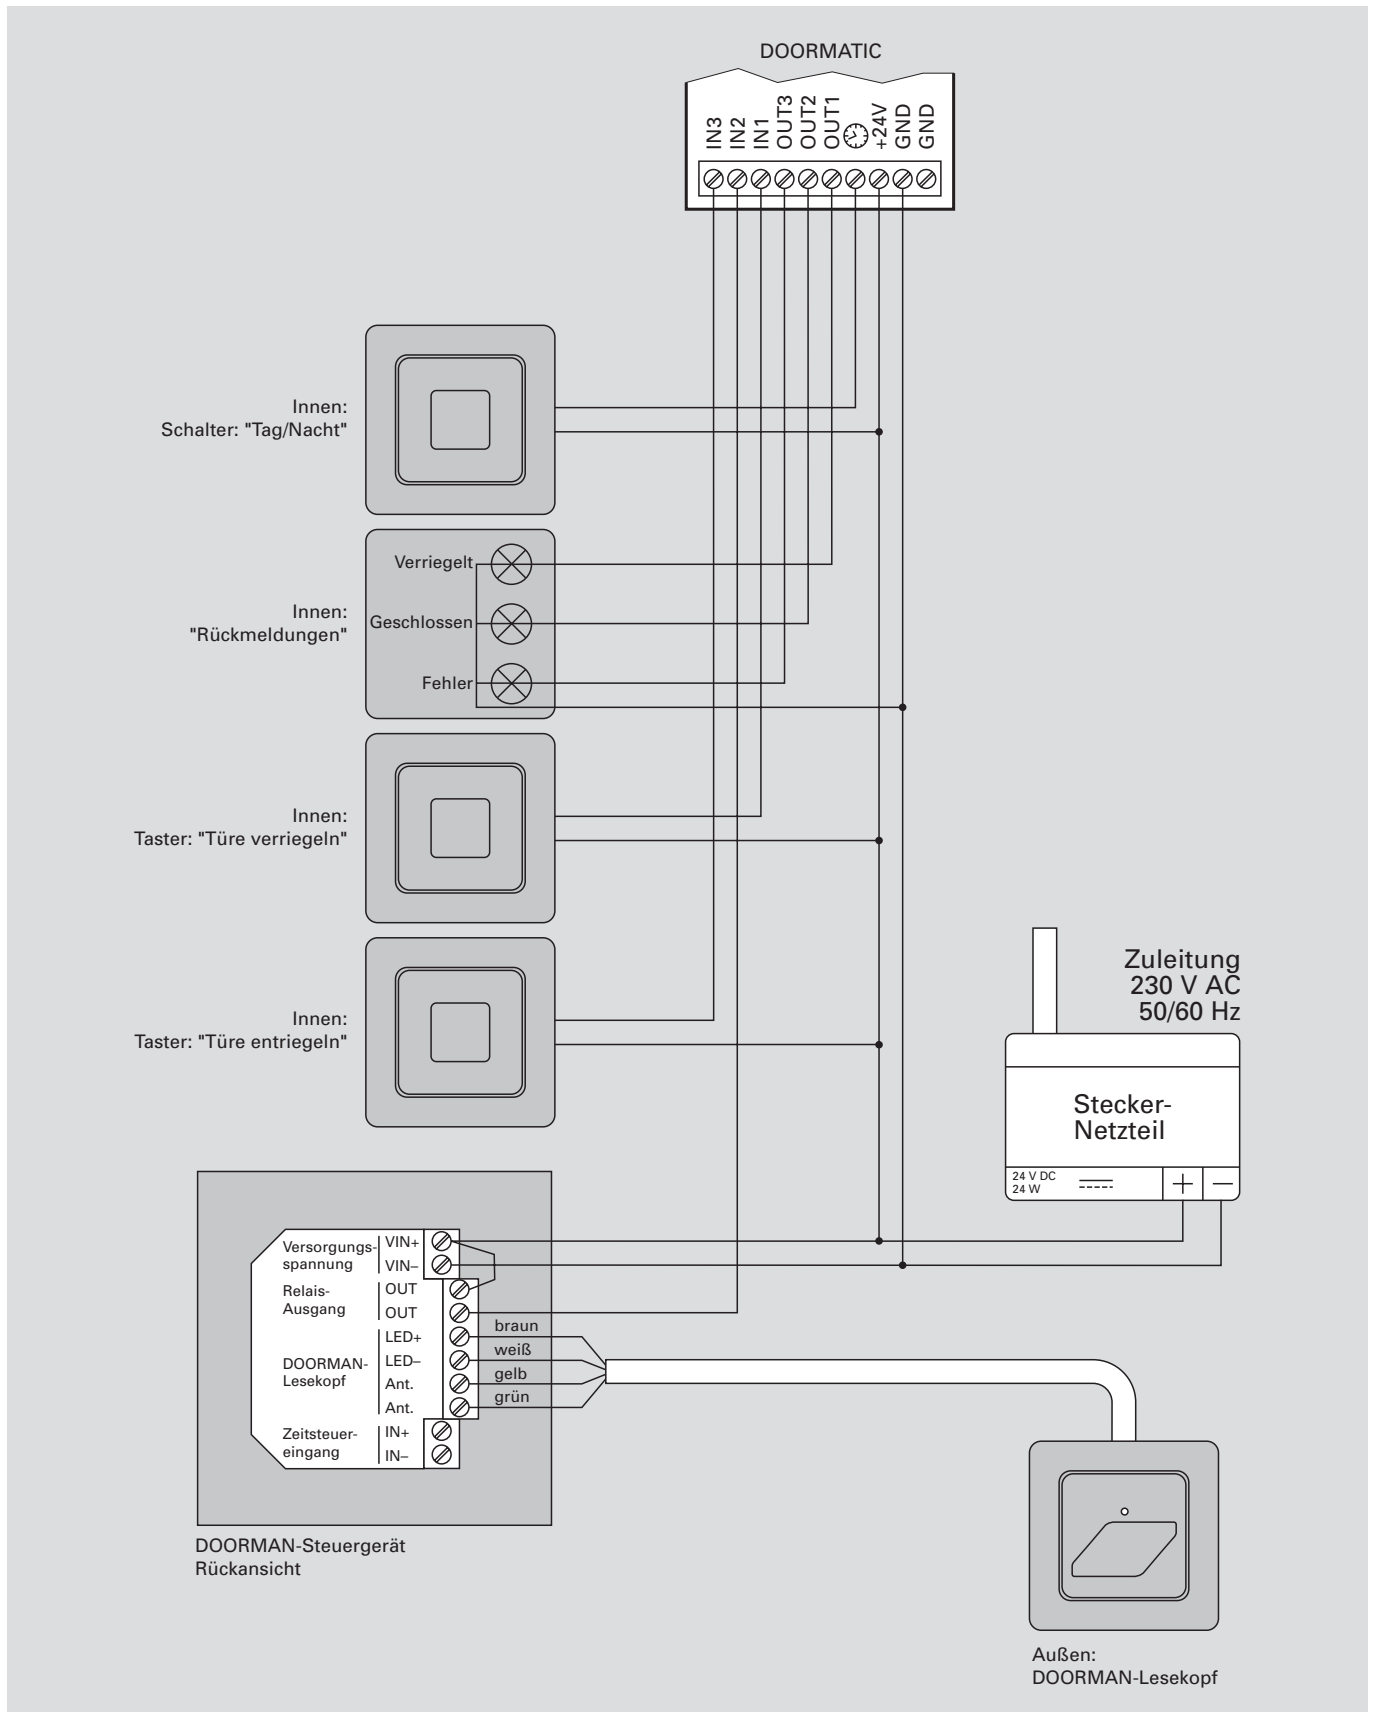 DOORMATIC
IN3
IN2
IN1
OUT3
OUT2
OUT1
+24V
GND
GND
Innen:
Schalter: "Tag/Nacht"
Verriegelt
Geschlossen
Fehler
Innen:
"Rückmeldungen"
Innen:
Taster: "Türe verriegeln"
Innen:
Taster: "Türe entriegeln"
Zuleitung
230 V AC
50/60 Hz
Stecker-
Netzteil
24 V DC
24 W
+
–
Versorgungs-
spannung
VIN+
VIN–
Relais-
Ausgang
OUT
OUT
DOORMAN-
Lesekopf
LED+
LED–
Ant.
Ant.
Zeitsteuer-
eingang
IN+
IN–
braun
weiß
gelb
grün
DOORMAN-Steuergerät
Rückansicht
Außen:
DOORMAN-Lesekopf